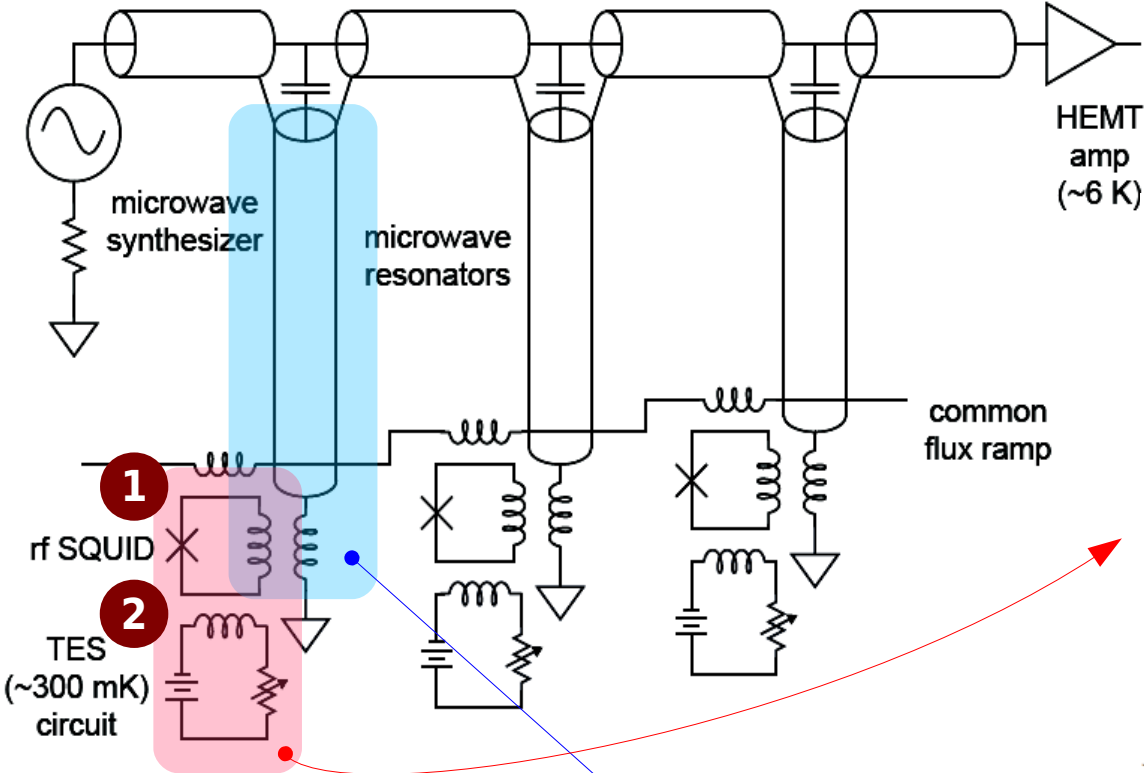 HEMT
amp
(~6 K)
microwave
synthesizer
microwave
resonators
common
flux ramp
1
rf SQUID
2
TES
(~300 mK)
circuit